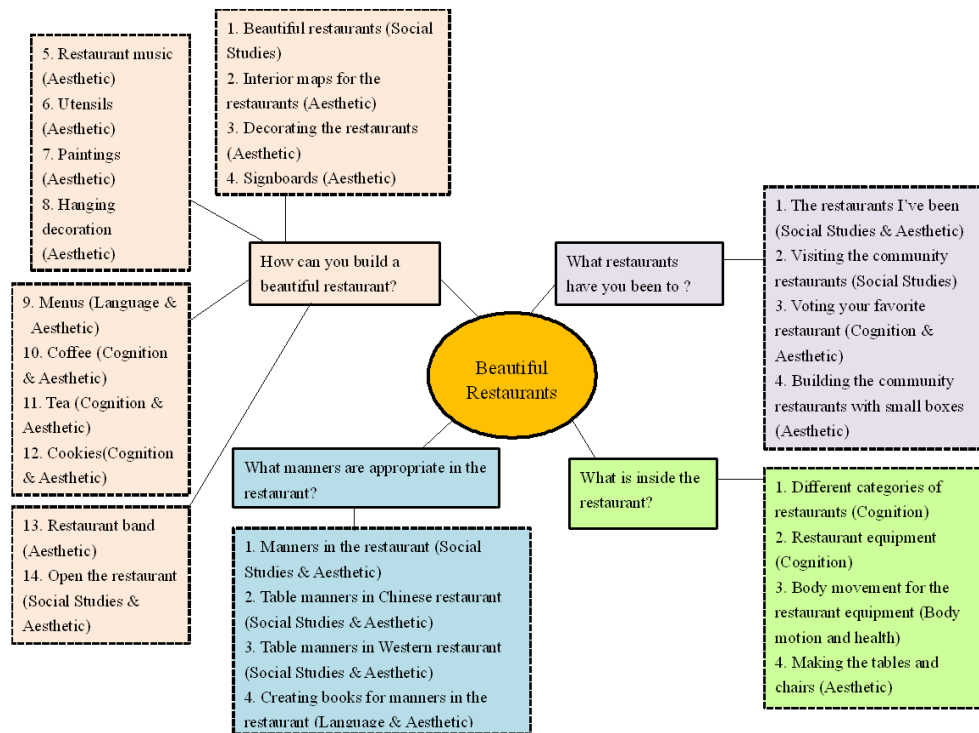 Beautiful
Restaurants
How can you build a
beautiful restaurant?
1. Beautiful restaurants (Social
Studies)
2. Interior maps for the
restaurants (Aesthetic)
3. Decorating the restaurants
(Aesthetic)
4. Signboards (Aesthetic)
5. Restaurant music
(Aesthetic)
6. Utensils
(Aesthetic)
7. Paintings
(Aesthetic)
8. Hanging
decoration
(Aesthetic)
9. Menus (Language &
Aesthetic)
10. Coffee (Cognition
& Aesthetic)
11. Tea (Cognition &
Aesthetic)
12. Cookies(Cognition
& Aesthetic)
13. Restaurant band
(Aesthetic)
14. Open the restaurant
(Social Studies &
Aesthetic)
What restaurants
have you been to ?
1. The restaurants I've been
(Social Studies & Aesthetic)
2. Visiting the community
restaurants (Social Studies)
3. Voting your favorite
restaurant (Cognition &
Aesthetic)
4. Building the community
restaurants with small boxes
(Aesthetic)
What manners are appropriate in the
restaurant?
1. Manners in the restaurant (Social
Studies & Aesthetic)
2. Table manners in Chinese restaurant
(Social Studies & Aesthetic)
3. Table manners in Western restaurant
(Social Studies & Aesthetic)
4. Creating books for manners in the
restaurant (Language & Aesthetic)
What is inside the
restaurant?
1. Different categories of
restaurants (Cognition)
2. Restaurant equipment
(Cognition)
3. Body movement for the
restaurant equipment (Body
motion and health)
4. Making the tables and
chairs (Aesthetic)